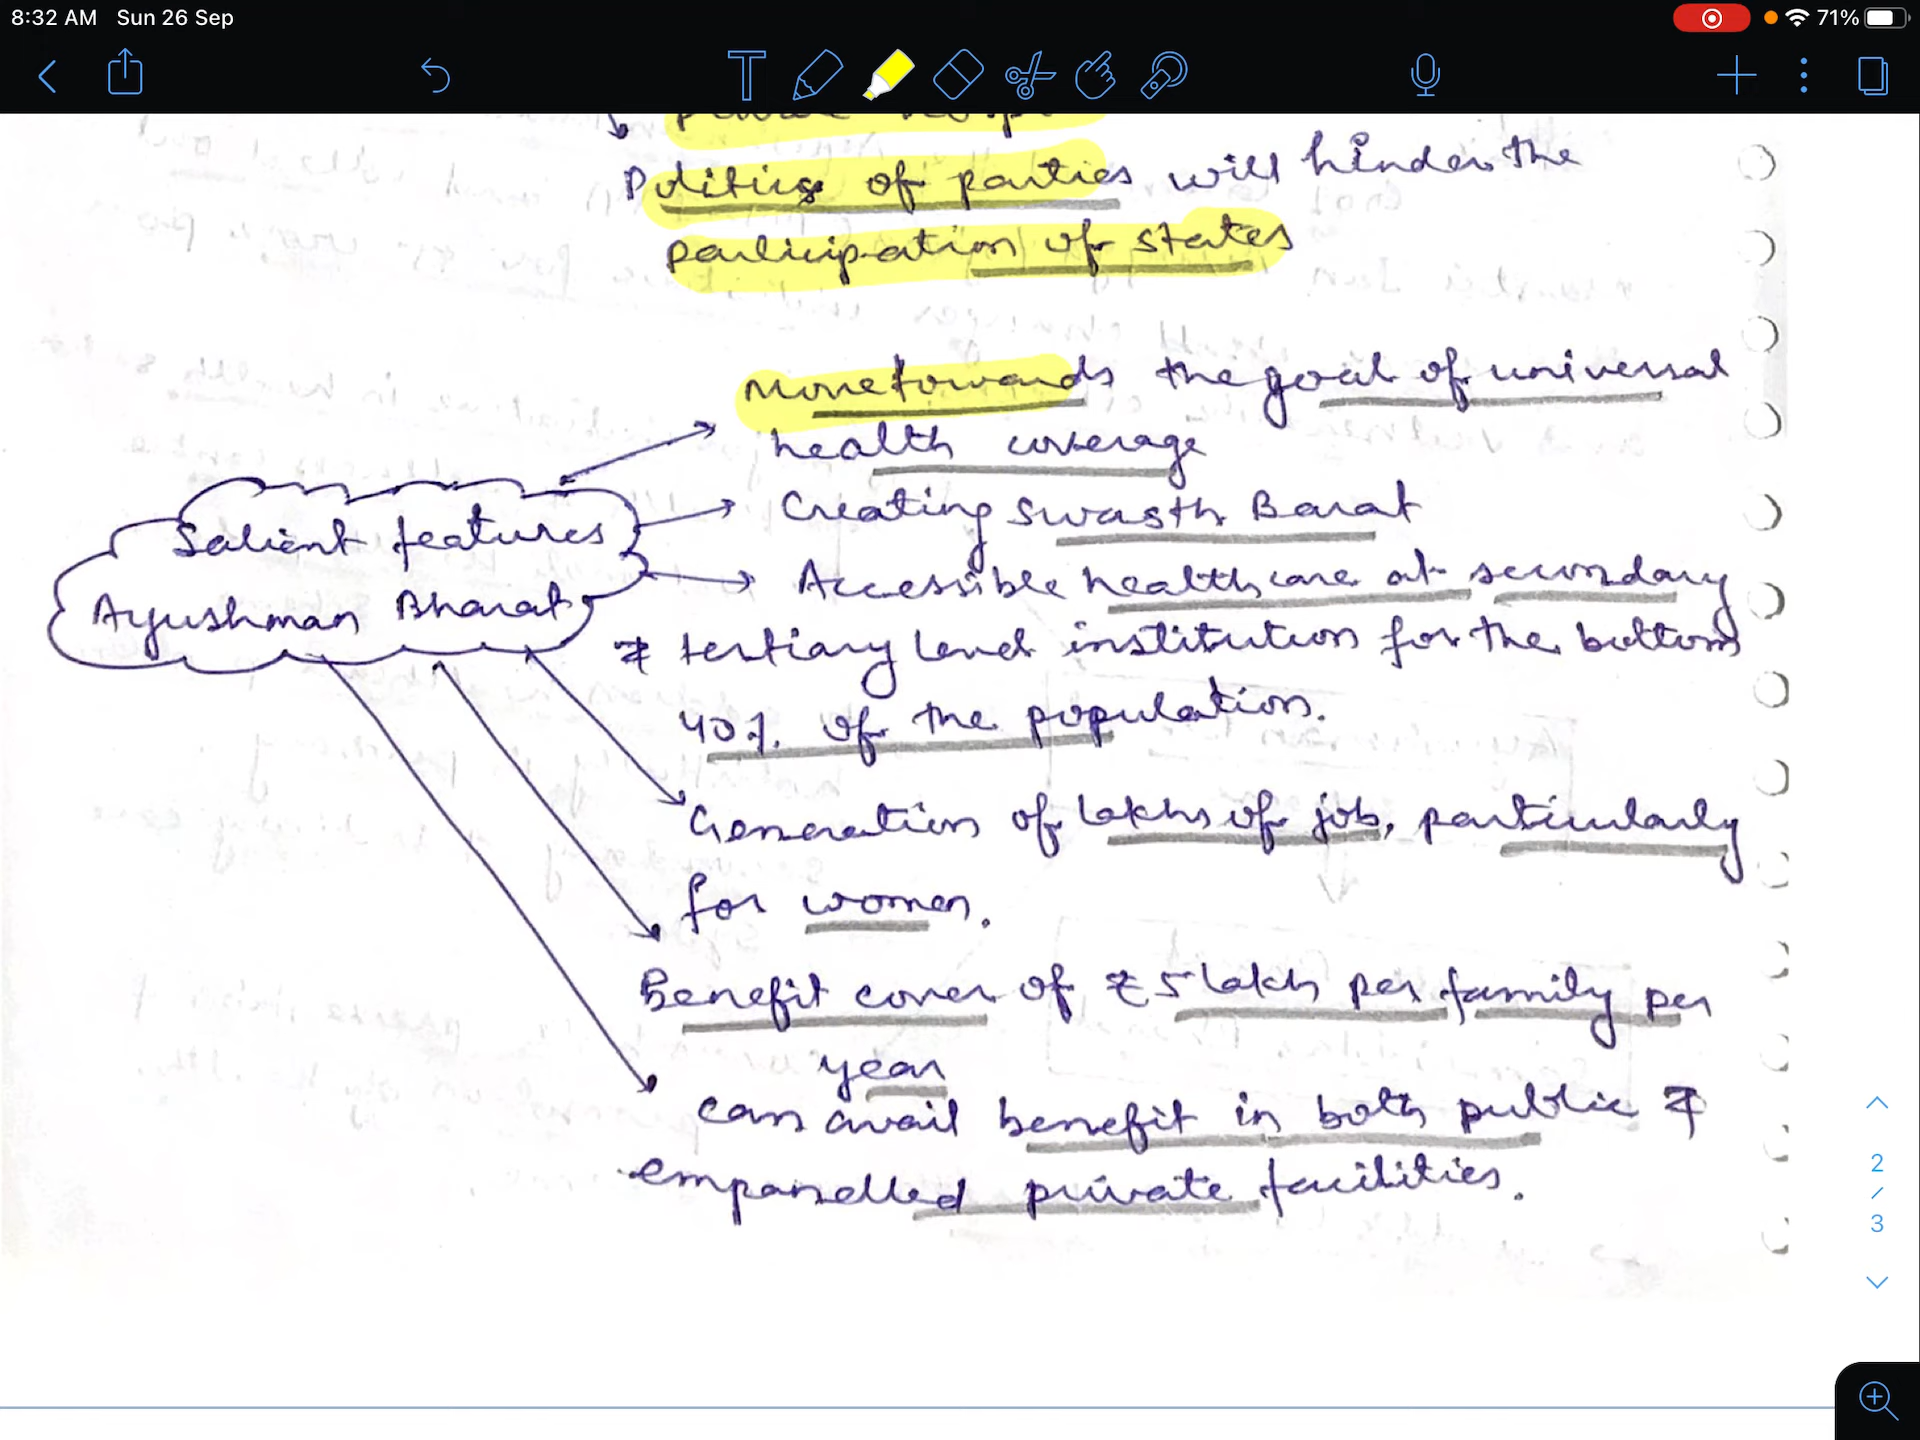 8:32 AM Sun 26 Sep
71%
T
Politics of parties will hinder the
participation of states
Move towards the goal of universal
health coverage
Creating Swasth Barat
Salient features
Ayushman Bharat
Accessible healthcare at secondary
& tertiary level institution for the bottom
40% of the population.
Generation of lakhs of job, particularly
for women.
Benefit cover of ₹5 lakh per family per
year
can avail benefit in both public &
empanelled private facilities.
2
/
3